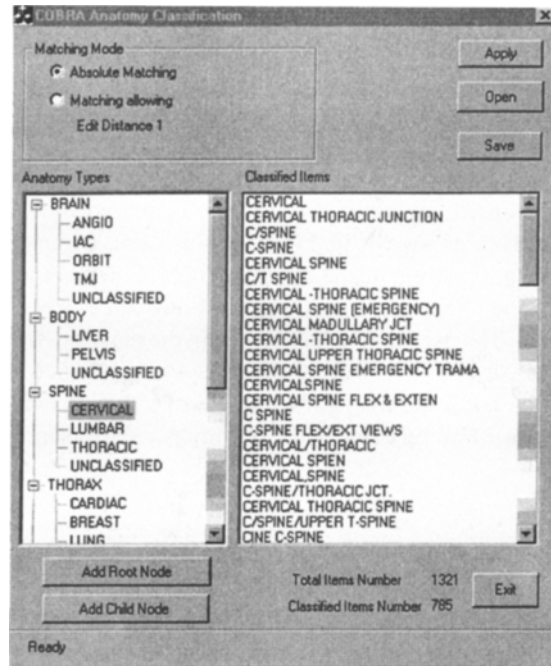 COBRA Anatomy Classification
Matching Mode
Absolute Matching
Matching allowing
Edit Distance 1
Apply
Open
Save
Anatomy Types
BRAIN
ANGIO
IAC
ORBIT
TMJ
UNCLASSIFIED
BODY
LIVER
PELVIS
UNCLASSIFIED
SPINE
CERVICAL
LUMBAR
THORACIC
UNCLASSIFIED
THORAX
CARDIAC
BREAST
LUNG
Classified Items
CERVICAL
CERVICAL THORACIC JUNCTION
C/SPINE
C-SPINE
CERVICAL SPINE
C/T SPINE
CERVICAL -THORACIC SPINE
CERVICAL SPINE (EMERGENCY)
CERVICAL MADULLARY JCT
CERVICAL -THORACIC SPINE
CERVICAL UPPER THORACIC SPINE
CERVICAL SPINE EMERGENCY TRAMA
CERVICALSPINE
CERVICAL SPINE FLEX & EXTEN
C SPINE
C-SPINE FLEX/EXT VIEWS
CERVICAL/THORACIC
CERVICAL SPIEN
CERVICAL,SPINE
C-SPINE/THORACIC JCT.
CERVICAL THORACIC SPINE
C/SPINE/UPPER T-SPINE
CINE C-SPINE
Add Root Node
Add Child Node
Total Items Number 1321
Classified Items Number 785
Exit
Ready